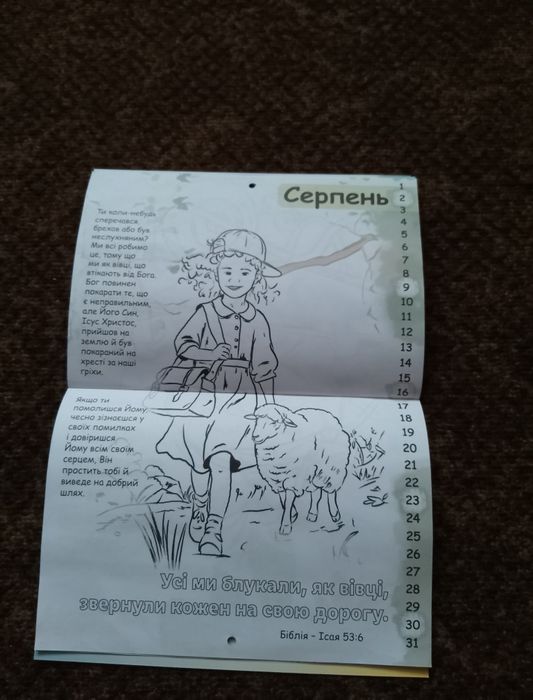 Серпень
Ти коли-небудь
сперечався,
брехав або був
неслухняним?
Ми всі робимо
це, тому що
ми як вівці, що
втікають від Бога.
Бог повинен
покарати те, що
є неправильним,
але Його Син,
Ісус Христос,
прийшов на
землю й був
покараний на
хресті за наші
гріхи.
Якщо ти
помолишся Йому,
чесно зізнаєшся у
своїх помилках
і довіришся
Йому всім своїм
серцем, Він
простить тобі й
виведе на добрий
шлях.
Усі ми блукали, як вівці,
звернули кожен на свою дорогу.
Біблія – Ісая 53:6
1
2
3
4
5
6
7
8
9
10
11
12
13
14
15
16
17
18
19
20
21
22
23
24
25
26
27
28
29
30
31